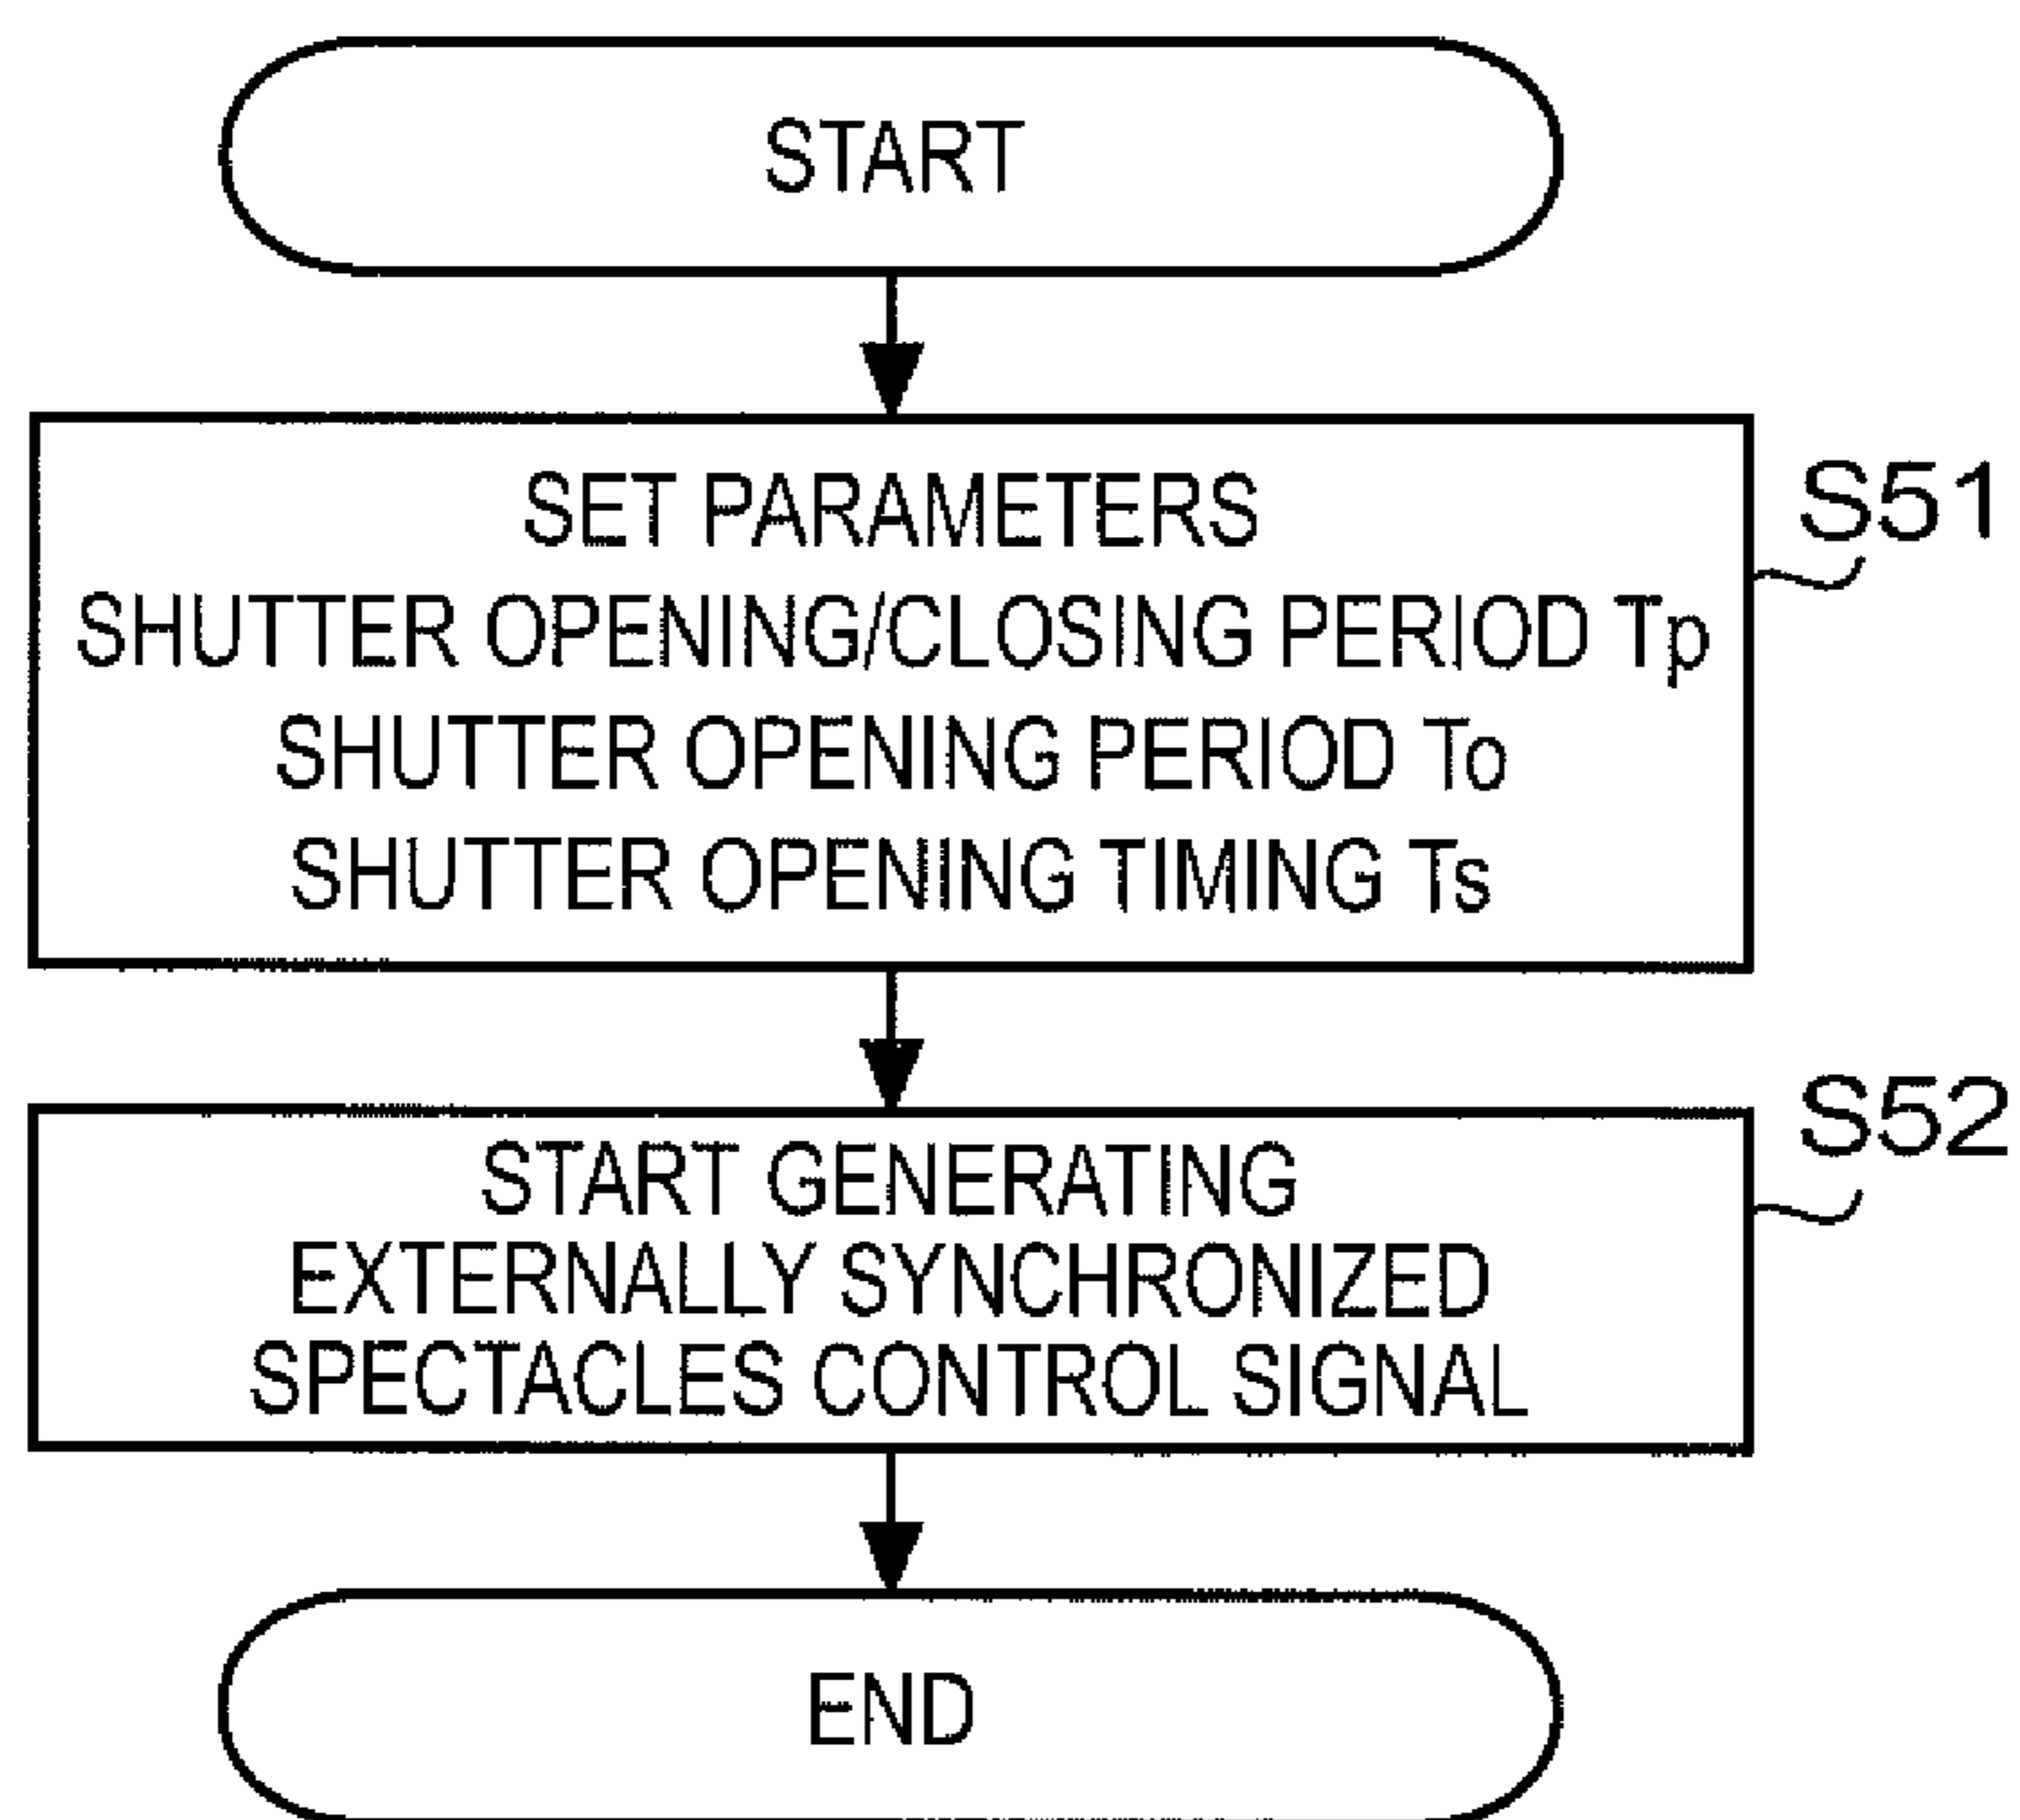 START
SET PARAMETERS
SHUTTER OPENING/CLOSING PERIOD Tp
SHUTTER OPENING PERIOD To
SHUTTER OPENING TIMING Ts
S51
START GENERATING
EXTERNALLY SYNCHRONIZED
SPECTACLES CONTROL SIGNAL
S52
END